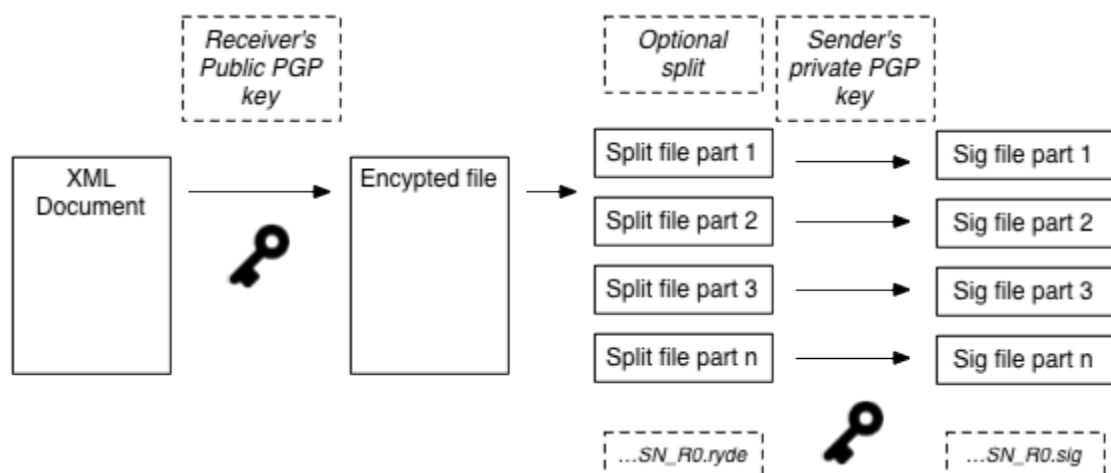 Receiver's
Public PGP
key
Optional
split
Sender's
private PGP
key
XML
Document
Encypted file
Split file part 1
Sig file part 1
Split file part 2
Sig file part 2
Split file part 3
Sig file part 3
Split file part n
Sig file part n
...SN_R0.ryde
...SN_R0.sig